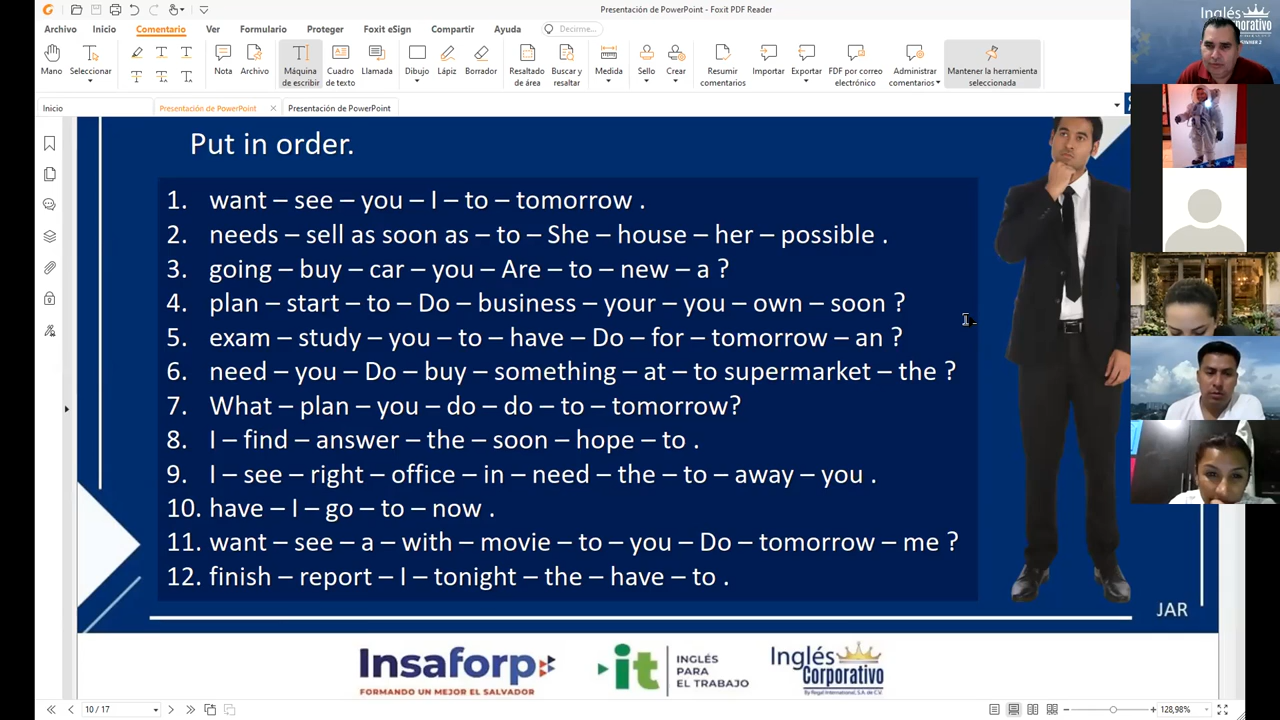 Presentación de PowerPoint - Foxit PDF Reader
Archivo Inicio Comentario Ver Formulario Proteger Foxit eSign Compartir Ayuda Decirme...
Mano Seleccionar Nota Archivo Máquina de escribir Cuadro de texto Llamada Dibujo Lápiz Borrador Resaltado de área Buscar y resaltar Medida Sello Crear Resumir comentarios Importar Exportar FDF por correo electrónico Administrar comentarios Mantener la herramienta seleccionada
Inicio Presentación de PowerPoint Presentación de PowerPoint
Inglés
Put in order.
1. want – see – you – I – to – tomorrow .
2. needs – sell as soon as – to – She – house – her – possible .
3. going – buy – car – you – Are – to – new – a ?
4. plan – start – to – Do – business – your – you – own – soon ?
5. exam – study – you – to – have – Do – for – tomorrow – an ?
6. need – you – Do – buy – something – at – to supermarket – the ?
7. What – plan – you – do – do – to – tomorrow?
8. I – find – answer – the – soon – hope – to .
9. I – see – right – office – in – need – the – to – away – you .
10. have – I – go – to – now .
11. want – see – a – with – movie – to – you – Do – tomorrow – me ?
12. finish – report – I – tonight – the – have – to .
JAR
Insaforp
FORMANDO UN MEJOR EL SALVADOR
it INGLÉS PARA EL TRABAJO
Inglés Corporativo
By Regal International, S.A. de C.V.
10 / 17
128,98%